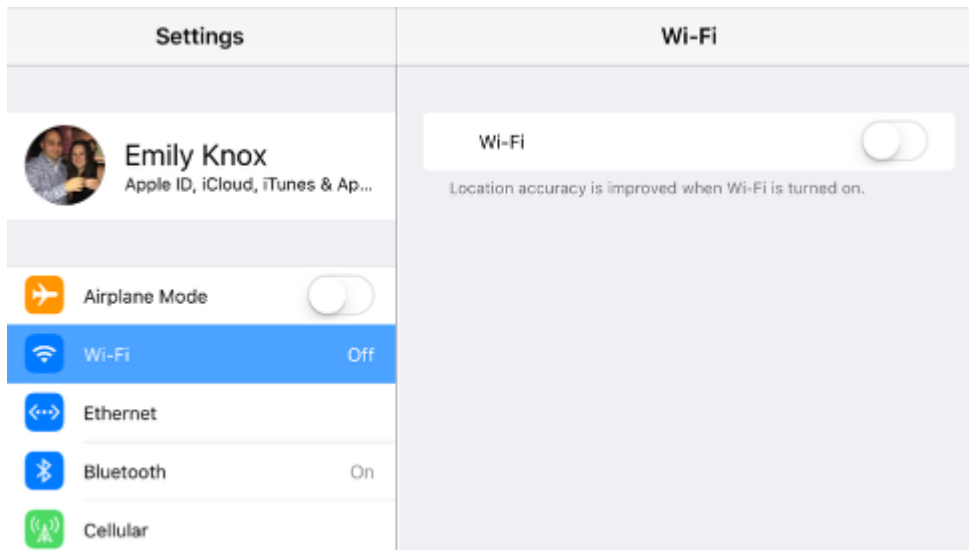 Settings
Emily Knox
Apple ID, iCloud, iTunes & Ap...
Airplane Mode
Wi-Fi Off
Ethernet
Bluetooth On
Cellular
Wi-Fi
Wi-Fi
Location accuracy is improved when Wi-Fi is turned on.